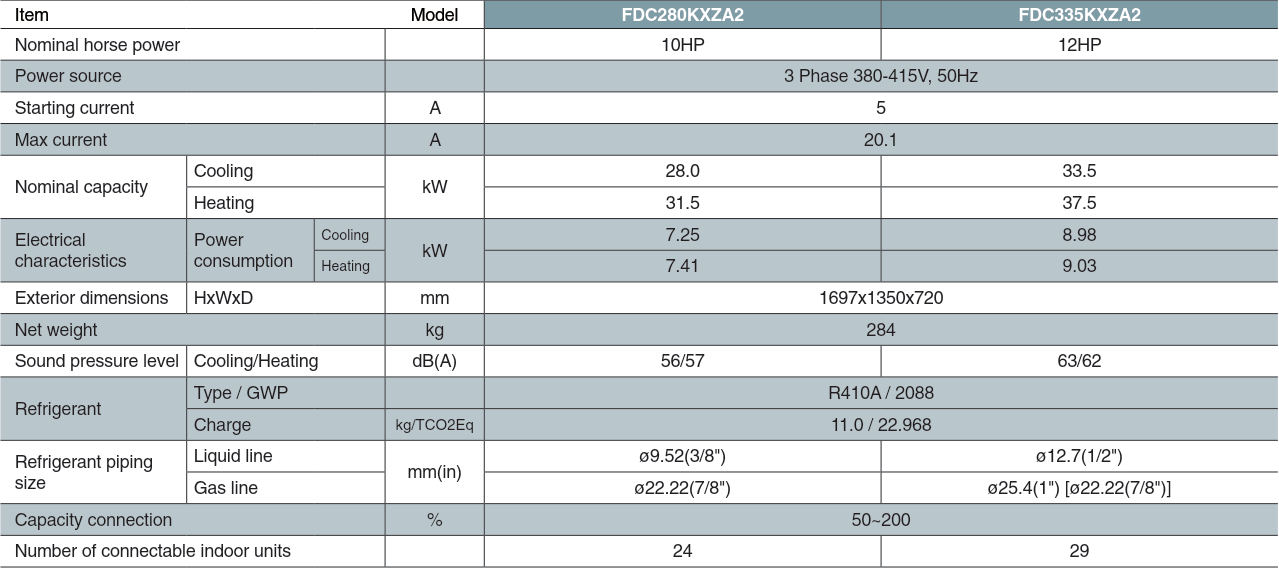 Item Model FDC280KXZA2 FDC335KXZA2
Nominal horse power 10HP 12HP
Power source 3 Phase 380-415V, 50Hz
Starting current A 5
Max current A 20.1
Nominal capacity Cooling kW 28.0 33.5
Heating 31.5 37.5
Electrical characteristics Power consumption Cooling kW 7.25 8.98
Heating 7.41 9.03
Exterior dimensions HxWxD mm 1697x1350x720
Net weight kg 284
Sound pressure level Cooling/Heating dB(A) 56/57 63/62
Refrigerant Type / GWP R410A / 2088
Charge kg/TCO2Eq 11.0 / 22.968
Refrigerant piping size Liquid line mm(in) ø9.52(3/8") ø12.7(1/2")
Gas line ø22.22(7/8") ø25.4(1") [ø22.22(7/8")]
Capacity connection % 50~200
Number of connectable indoor units 24 29